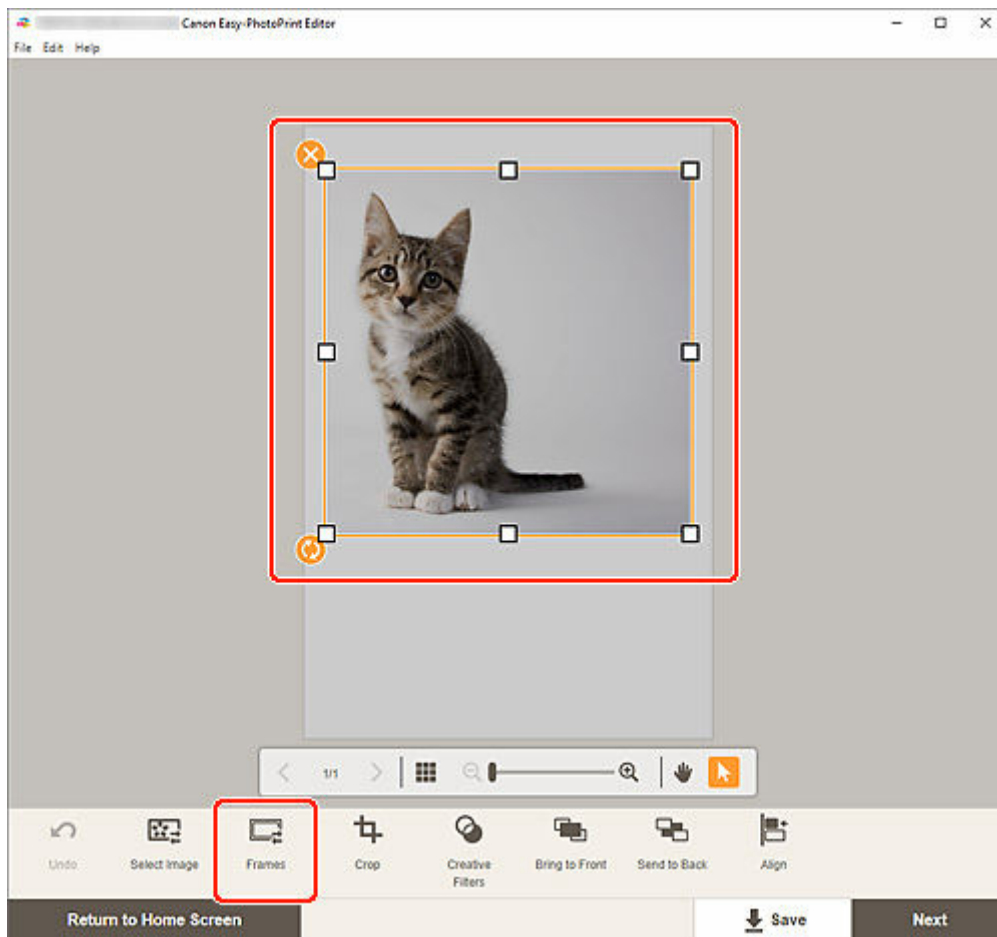 Canon Easy-PhotoPrint Editor
File Edit Help
1/1
Undo Select Image Frames Crop Creative Filters Bring to Front Send to Back Align
Return to Home Screen Save Next